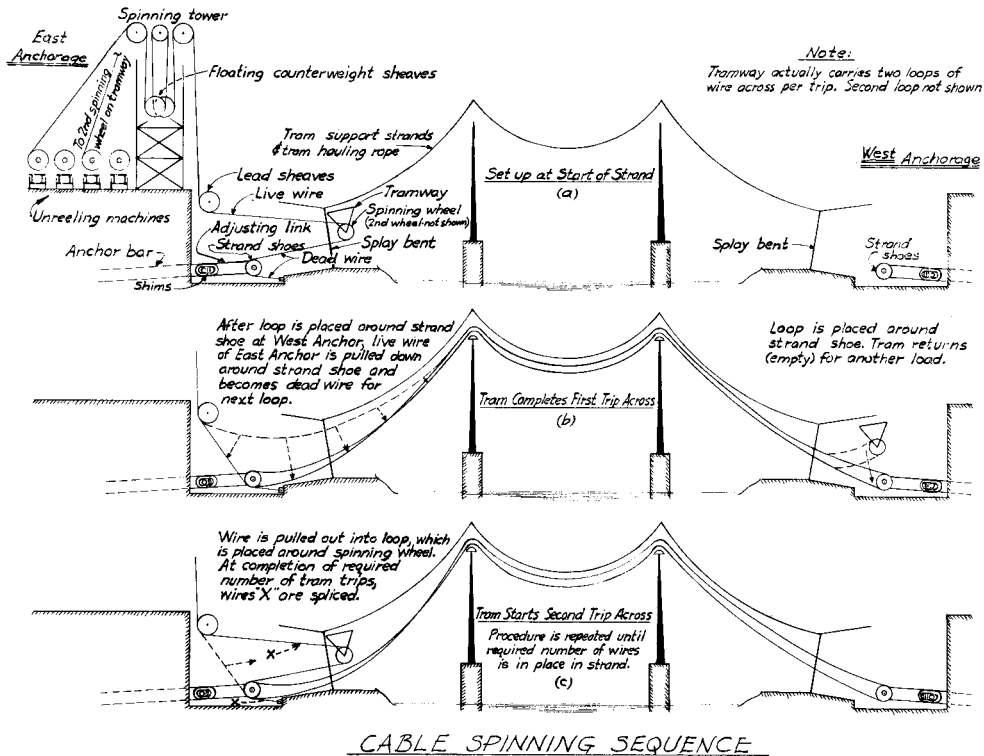 Spinning tower
East
Anchorage
To 2nd spinning
wheel on tramway
Floating counterweight sheaves
Note:
Tramway actually carries two loops of
wire across per trip. Second loop not shown
Tram support strands
& tram hauling rope
West Anchorage
Set up at Start of Strand
(a)
Lead sheaves
Live wire
Tramway
Spinning wheel
(2nd wheel-not shown)
Unreeling machines
Adjusting link
Strand shoes
Splay bent
Splay bent
Strand
shoes
Anchor bar
Dead wire
Shims
After loop is placed around strand
shoe at West Anchor, live wire
of East Anchor is pulled down
around strand shoe and
becomes dead wire for
next loop.
Loop is placed around
strand shoe. Tram returns
(empty) for another load.
Tram Completes First Trip Across
(b)
Wire is pulled out into loop, which
is placed around spinning wheel.
At completion of required
number of tram trips,
wires "X" are spliced.
Tram Starts Second Trip Across
Procedure is repeated until
required number of wires
is in place in strand.
(c)
X
X
CABLE SPINNING SEQUENCE